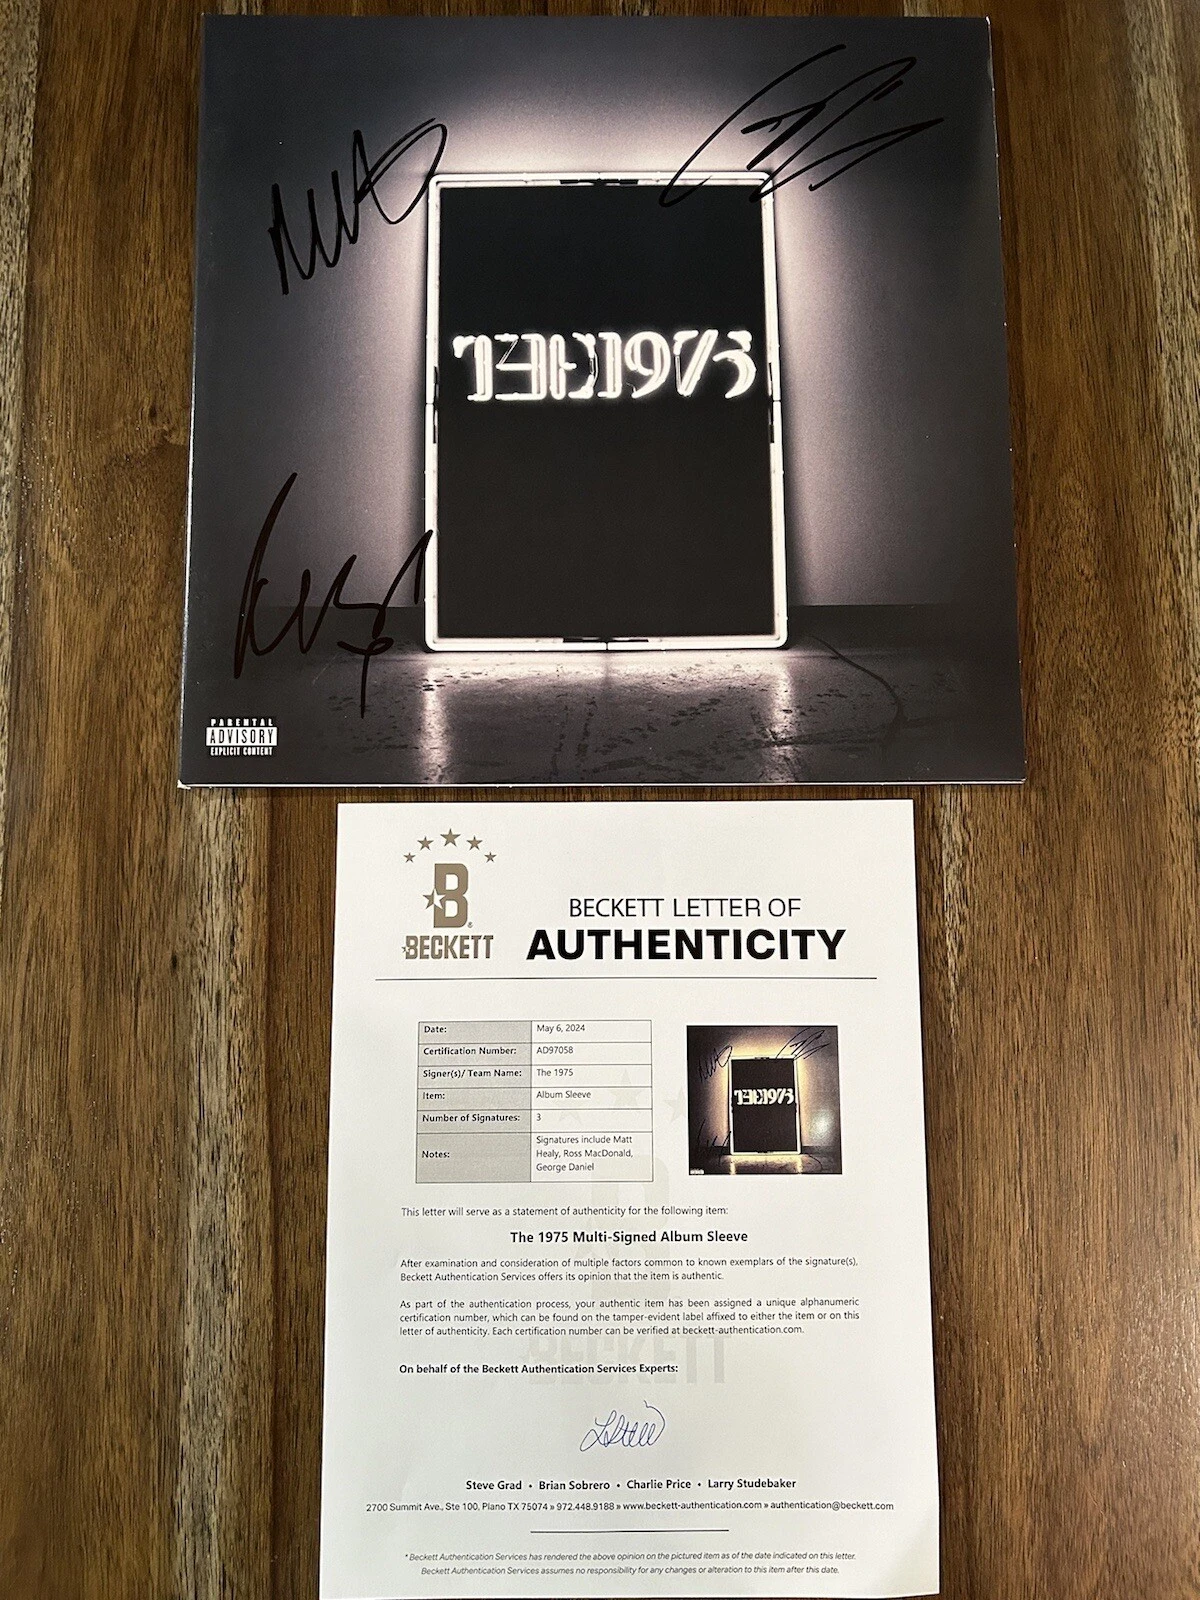 THE1975
PARENTAL
ADVISORY
EXPLICIT CONTENT
B
BECKETT
BECKETT LETTER OF
AUTHENTICITY
Date: May 6, 2024
Certification Number: AD97058
Signer(s)/ Team Name: The 1975
Item: Album Sleeve
Number of Signatures: 3
Notes: Signatures include Matt
Healy, Ross MacDonald,
George Daniel
THE1975
This letter will serve as a statement of authenticity for the following item:
The 1975 Multi-Signed Album Sleeve
After examination and consideration of multiple factors common to known exemplars of the signature(s),
Beckett Authentication Services offers its opinion that the item is authentic.
As part of the authentication process, your authentic item has been assigned a unique alphanumeric
certification number, which can be found on the tamper-evident label affixed to either the item or on this
letter of authenticity. Each certification number can be verified at beckett-authentication.com.
BECKETT
On behalf of the Beckett Authentication Services Experts:
Steve Grad • Brian Sobrero • Charlie Price • Larry Studebaker
2700 Summit Ave., Ste 100, Plano TX 75074 » 972.448.9188 » www.beckett-authentication.com » authentication@beckett.com
* Beckett Authentication Services has rendered the above opinion on the pictured item as of the date indicated on this letter.
Beckett Authentication Services assumes no responsibility for any changes or alteration to this item after this date.